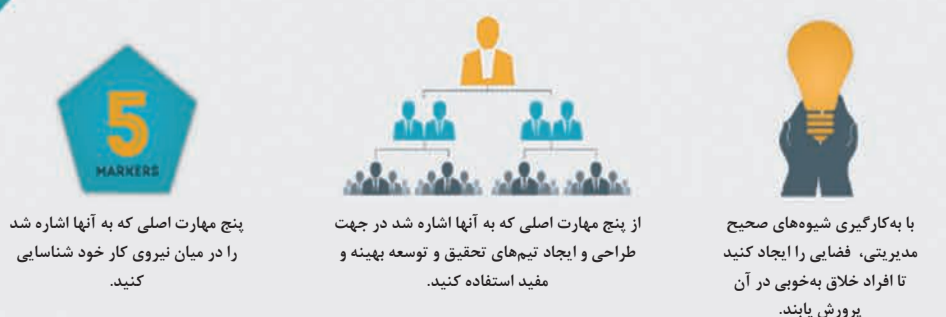 با به‌کارگیری شیوه‌های صحیح
مدیریتی، فضایی را ایجاد کنید
تا افراد خلاق به‌خوبی در آن
پرورش یابند.
از پنج مهارت اصلی که به آنها اشاره شد در جهت
طراحی و ایجاد تیم‌های تحقیق و توسعه بهینه و
مفید استفاده کنید.
5
MARKERS
پنج مهارت اصلی که به آنها اشاره شد
را در میان نیروی کار خود شناسایی
کنید.